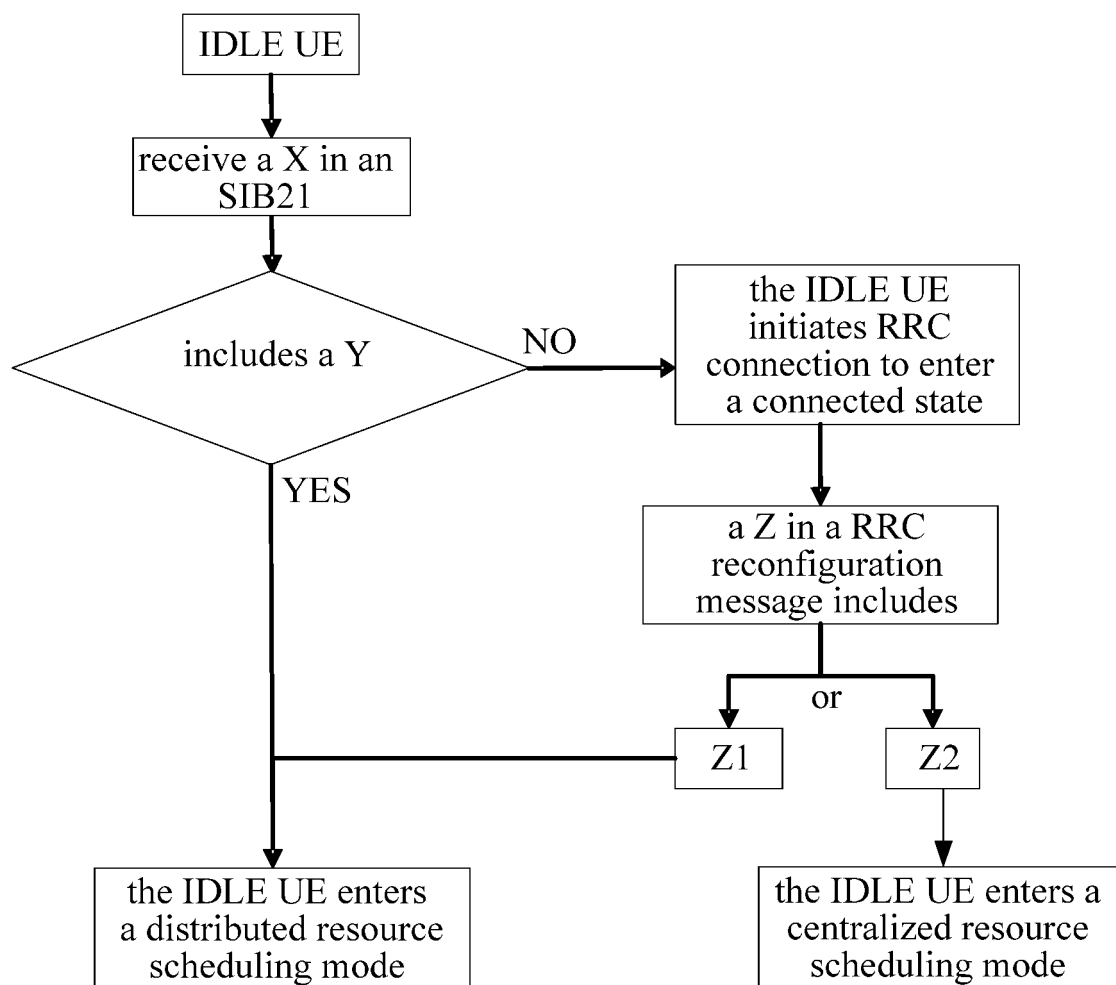 IDLE UE
receive a X in an
SIB21
includes a Y
NO
the IDLE UE
initiates RRC
connection to enter
a connected state
YES
a Z in a RRC
reconfiguration
message includes
or
Z1
Z2
the IDLE UE enters
a distributed resource
scheduling mode
the IDLE UE enters a
centralized resource
scheduling mode